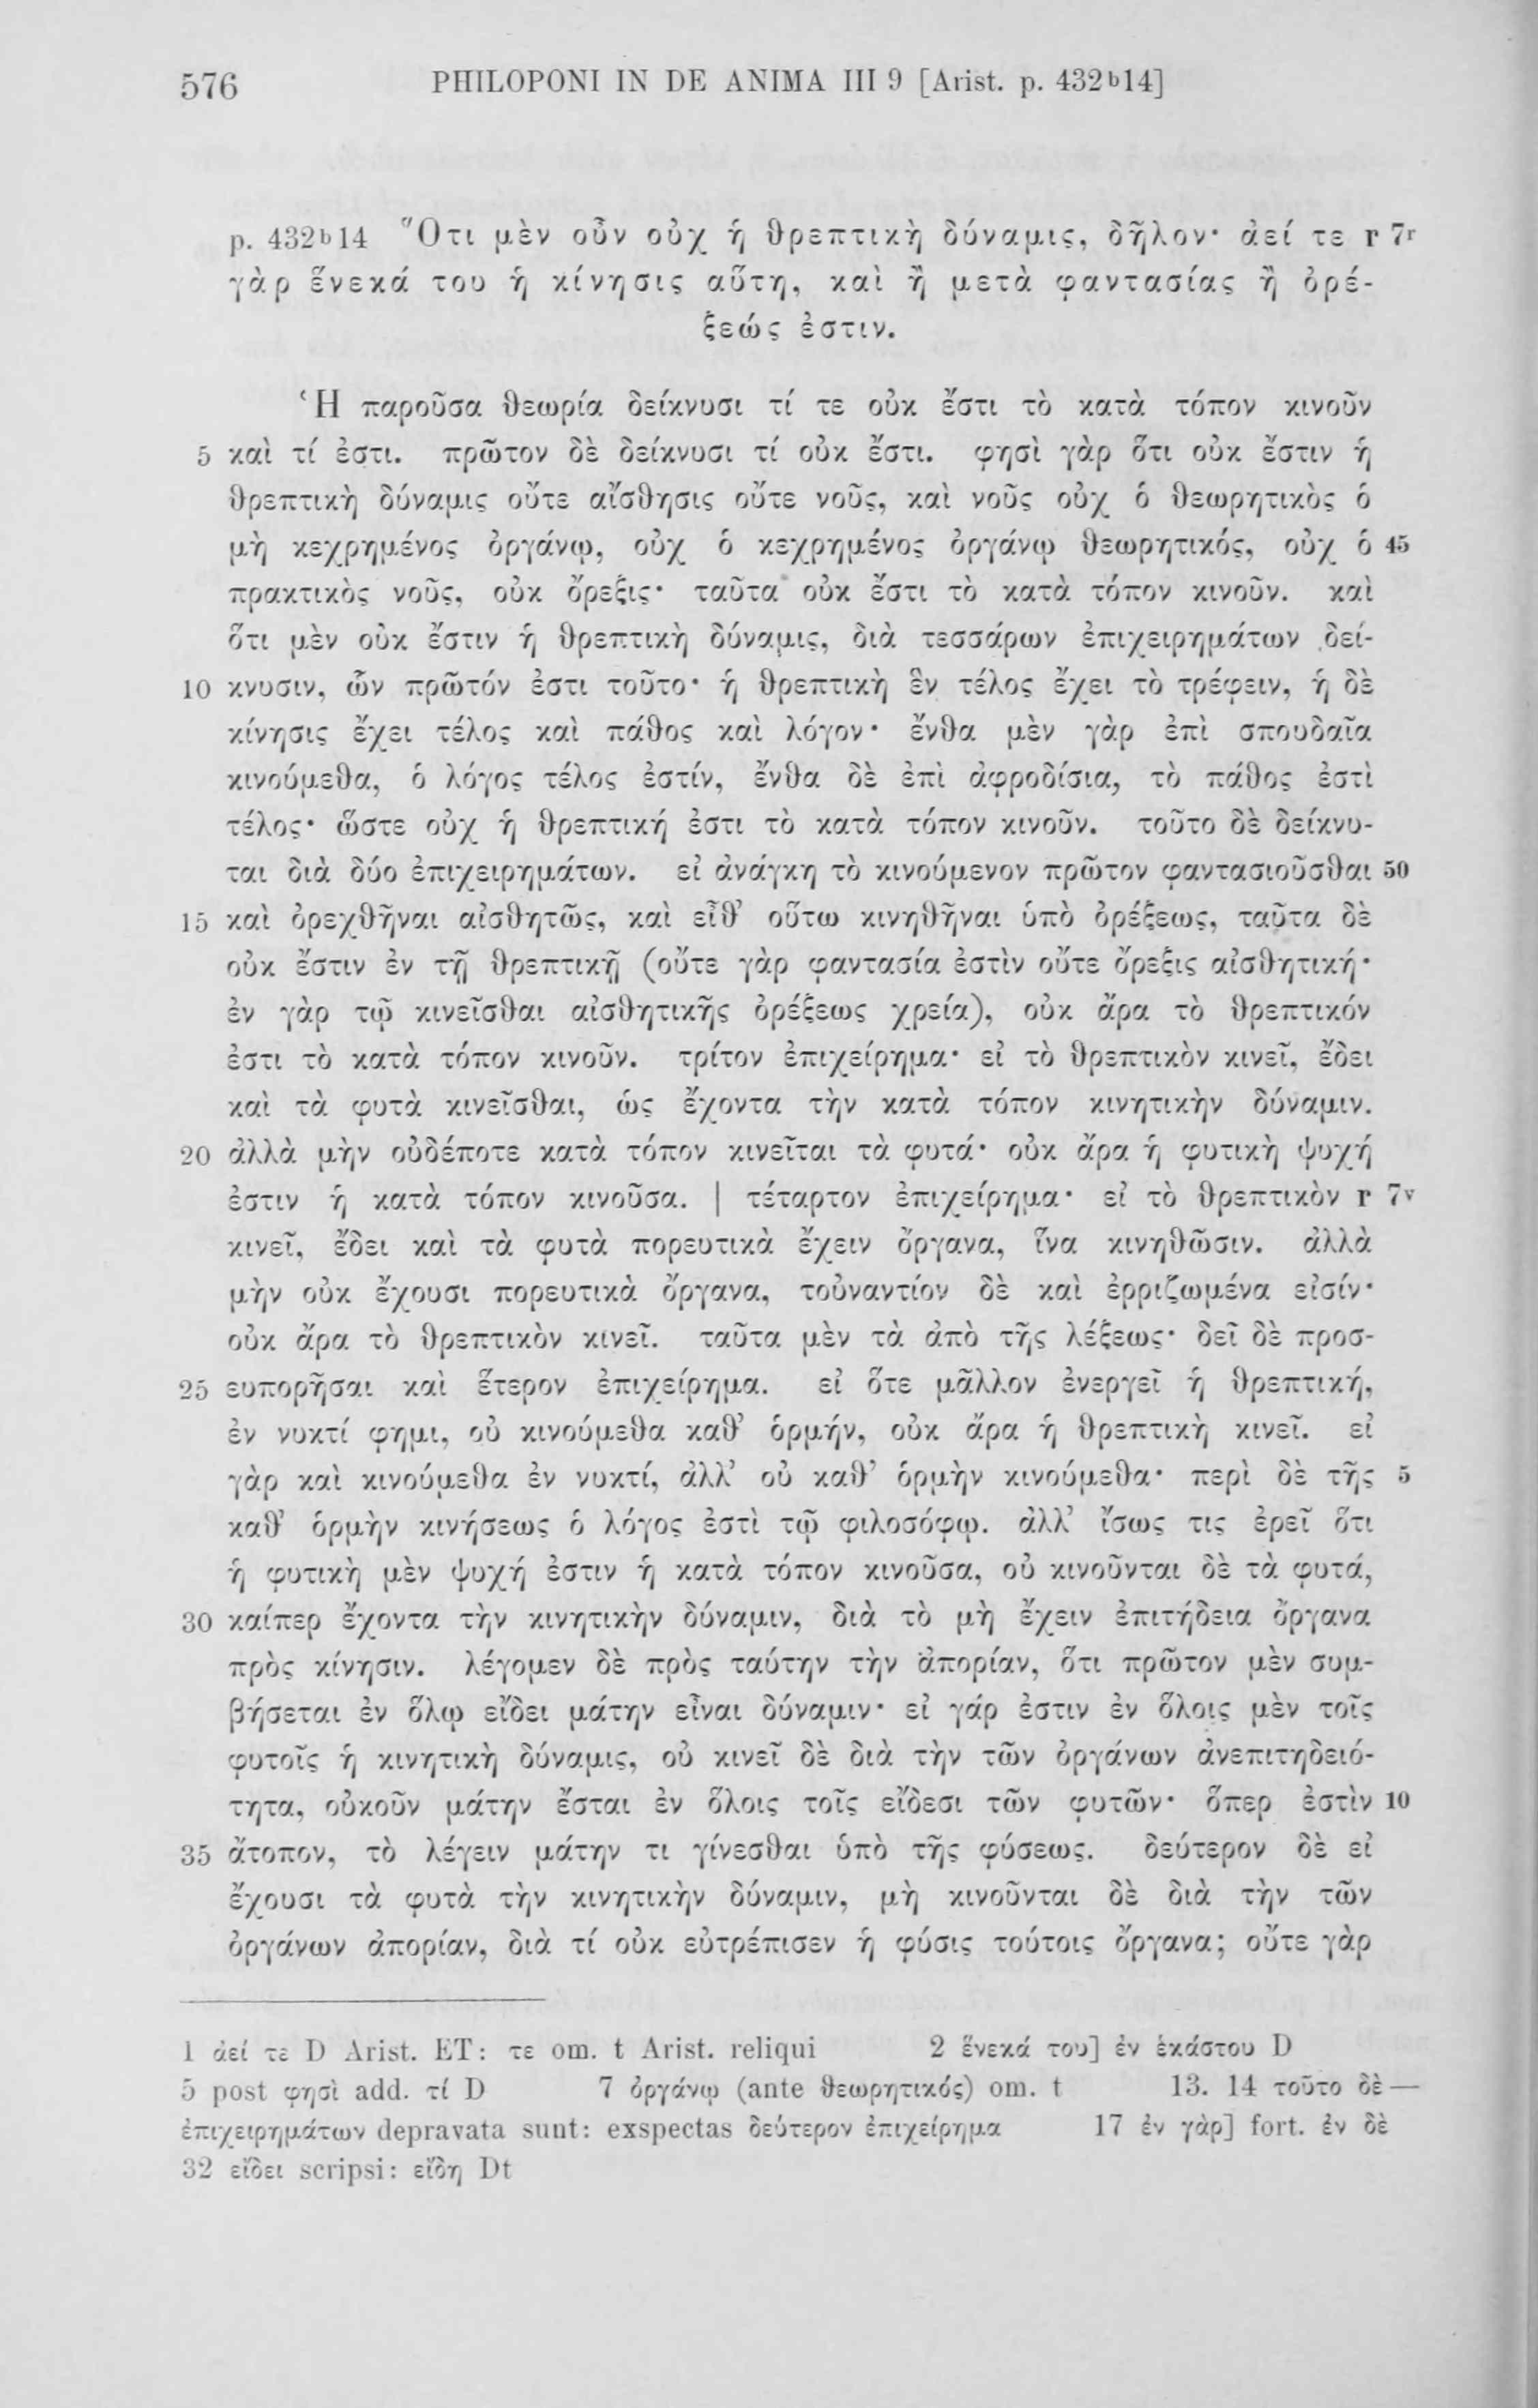 576 PHILOPONI IN DE ANIMA III 9 [Arist. p. 432b14]
p. 432b14 Ὅτι μὲν οὖν οὐχ ἡ θρεπτικὴ δύναμις, δῆλον· ἀεί τε r 7r
γὰρ ἕνεκά του ἡ κίνησις αὕτη, καὶ ἢ μετὰ φαντασίας ἢ ὀρέ-
ξεώς ἐστιν.
Ἡ παροῦσα θεωρία δείκνυσι τί τε οὐκ ἔστι τὸ κατὰ τόπον κινοῦν
5 καὶ τί ἐστι. πρῶτον δὲ δείκνυσι τί οὐκ ἔστι. φησὶ γὰρ ὅτι οὐκ ἔστιν ἡ
θρεπτικὴ δύναμις οὔτε αἴσθησις οὔτε νοῦς, καὶ νοῦς οὐχ ὁ θεωρητικὸς ὁ
μὴ κεχρημένος ὀργάνῳ, οὐχ ὁ κεχρημένος ὀργάνῳ θεωρητικός, οὐχ ὁ 45
πρακτικὸς νοῦς, οὐκ ὄρεξις· ταῦτα οὐκ ἔστι τὸ κατὰ τόπον κινοῦν. καὶ
ὅτι μὲν οὐκ ἔστιν ἡ θρεπτικὴ δύναμις, διὰ τεσσάρων ἐπιχειρημάτων δεί-
10 κνυσιν, ὧν πρῶτόν ἐστι τοῦτο· ἡ θρεπτικὴ ἓν τέλος ἔχει τὸ τρέφειν, ἡ δὲ
κίνησις ἔχει τέλος καὶ πάθος καὶ λόγον· ἔνθα μὲν γὰρ ἐπὶ σπουδαῖα
κινούμεθα, ὁ λόγος τέλος ἐστίν, ἔνθα δὲ ἐπὶ ἀφροδίσια, τὸ πάθος ἐστὶ
τέλος· ὥστε οὐχ ἡ θρεπτική ἐστι τὸ κατὰ τόπον κινοῦν. τοῦτο δὲ δείκνυ-
ται διὰ δύο ἐπιχειρημάτων. εἰ ἀνάγκη τὸ κινούμενον πρῶτον φαντασιοῦσθαι 50
15 καὶ ὀρεχθῆναι αἰσθητῶς, καὶ εἶθ’ οὕτω κινηθῆναι ὑπὸ ὀρέξεως, ταῦτα δὲ
οὐκ ἔστιν ἐν τῇ θρεπτικῇ (οὔτε γὰρ φαντασία ἐστὶν οὔτε ὄρεξις αἰσθητική·
ἐν γὰρ τῷ κινεῖσθαι αἰσθητικῆς ὀρέξεως χρεία), οὐκ ἄρα τὸ θρεπτικόν
ἐστι τὸ κατὰ τόπον κινοῦν. τρίτον ἐπιχείρημα· εἰ τὸ θρεπτικὸν κινεῖ, ἔδει
καὶ τὰ φυτὰ κινεῖσθαι, ὡς ἔχοντα τὴν κατὰ τόπον κινητικὴν δύναμιν.
20 ἀλλὰ μὴν οὐδέποτε κατὰ τόπον κινεῖται τὰ φυτά· οὐκ ἄρα ἡ φυτικὴ ψυχή
ἐστιν ἡ κατὰ τόπον κινοῦσα. | τέταρτον ἐπιχείρημα· εἰ τὸ θρεπτικὸν r 7v
κινεῖ, ἔδει καὶ τὰ φυτὰ πορευτικὰ ἔχειν ὄργανα, ἵνα κινηθῶσιν. ἀλλὰ
μὴν οὐκ ἔχουσι πορευτικὰ ὄργανα, τοὐναντίον δὲ καὶ ἐρριζωμένα εἰσίν·
οὐκ ἄρα τὸ θρεπτικὸν κινεῖ. ταῦτα μὲν τὰ ἀπὸ τῆς λέξεως· δεῖ δὲ προσ-
25 ευπορῆσαι καὶ ἕτερον ἐπιχείρημα. εἰ ὅτε μᾶλλον ἐνεργεῖ ἡ θρεπτική,
ἐν νυκτί φημι, οὐ κινούμεθα καθ’ ὁρμήν, οὐκ ἄρα ἡ θρεπτικὴ κινεῖ. εἰ
γὰρ καὶ κινούμεθα ἐν νυκτί, ἀλλ’ οὐ καθ’ ὁρμὴν κινούμεθα· περὶ δὲ τῆς 5
καθ’ ὁρμὴν κινήσεως ὁ λόγος ἐστὶ τῷ φιλοσόφῳ. ἀλλ’ ἴσως τις ἐρεῖ ὅτι
ἡ φυτικὴ μὲν ψυχή ἐστιν ἡ κατὰ τόπον κινοῦσα, οὐ κινοῦνται δὲ τὰ φυτά,
30 καίπερ ἔχοντα τὴν κινητικὴν δύναμιν, διὰ τὸ μὴ ἔχειν ἐπιτήδεια ὄργανα
πρὸς κίνησιν. λέγομεν δὲ πρὸς ταύτην τὴν ἀπορίαν, ὅτι πρῶτον μὲν συμ-
βήσεται ἐν ὅλῳ εἴδει μάτην εἶναι δύναμιν· εἰ γάρ ἐστιν ἐν ὅλοις μὲν τοῖς
φυτοῖς ἡ κινητικὴ δύναμις, οὐ κινεῖ δὲ διὰ τὴν τῶν ὀργάνων ἀνεπιτηδειό-
τητα, οὐκοῦν μάτην ἔσται ἐν ὅλοις τοῖς εἴδεσι τῶν φυτῶν· ὅπερ ἐστὶν 10
35 ἄτοπον, τὸ λέγειν μάτην τι γίνεσθαι ὑπὸ τῆς φύσεως. δεύτερον δὲ εἰ
ἔχουσι τὰ φυτὰ τὴν κινητικὴν δύναμιν, μὴ κινοῦνται δὲ διὰ τὴν τῶν
ὀργάνων ἀπορίαν, διὰ τί οὐκ εὐτρέπισεν ἡ φύσις τούτοις ὄργανα; οὔτε γὰρ
1 ἀεί τε D Arist. ET: τε om. t Arist. reliqui 2 ἕνεκά του] ἐν ἑκάστου D
5 post φησὶ add. τί D 7 ὀργάνῳ (ante θεωρητικός) om. t 13. 14 τοῦτο δὲ —
ἐπιχειρημάτων depravata sunt: exspectas δεύτερον ἐπιχείρημα 17 ἐν γὰρ] fort. ἐν δὲ
32 εἴδει scripsi: εἴδη Dt